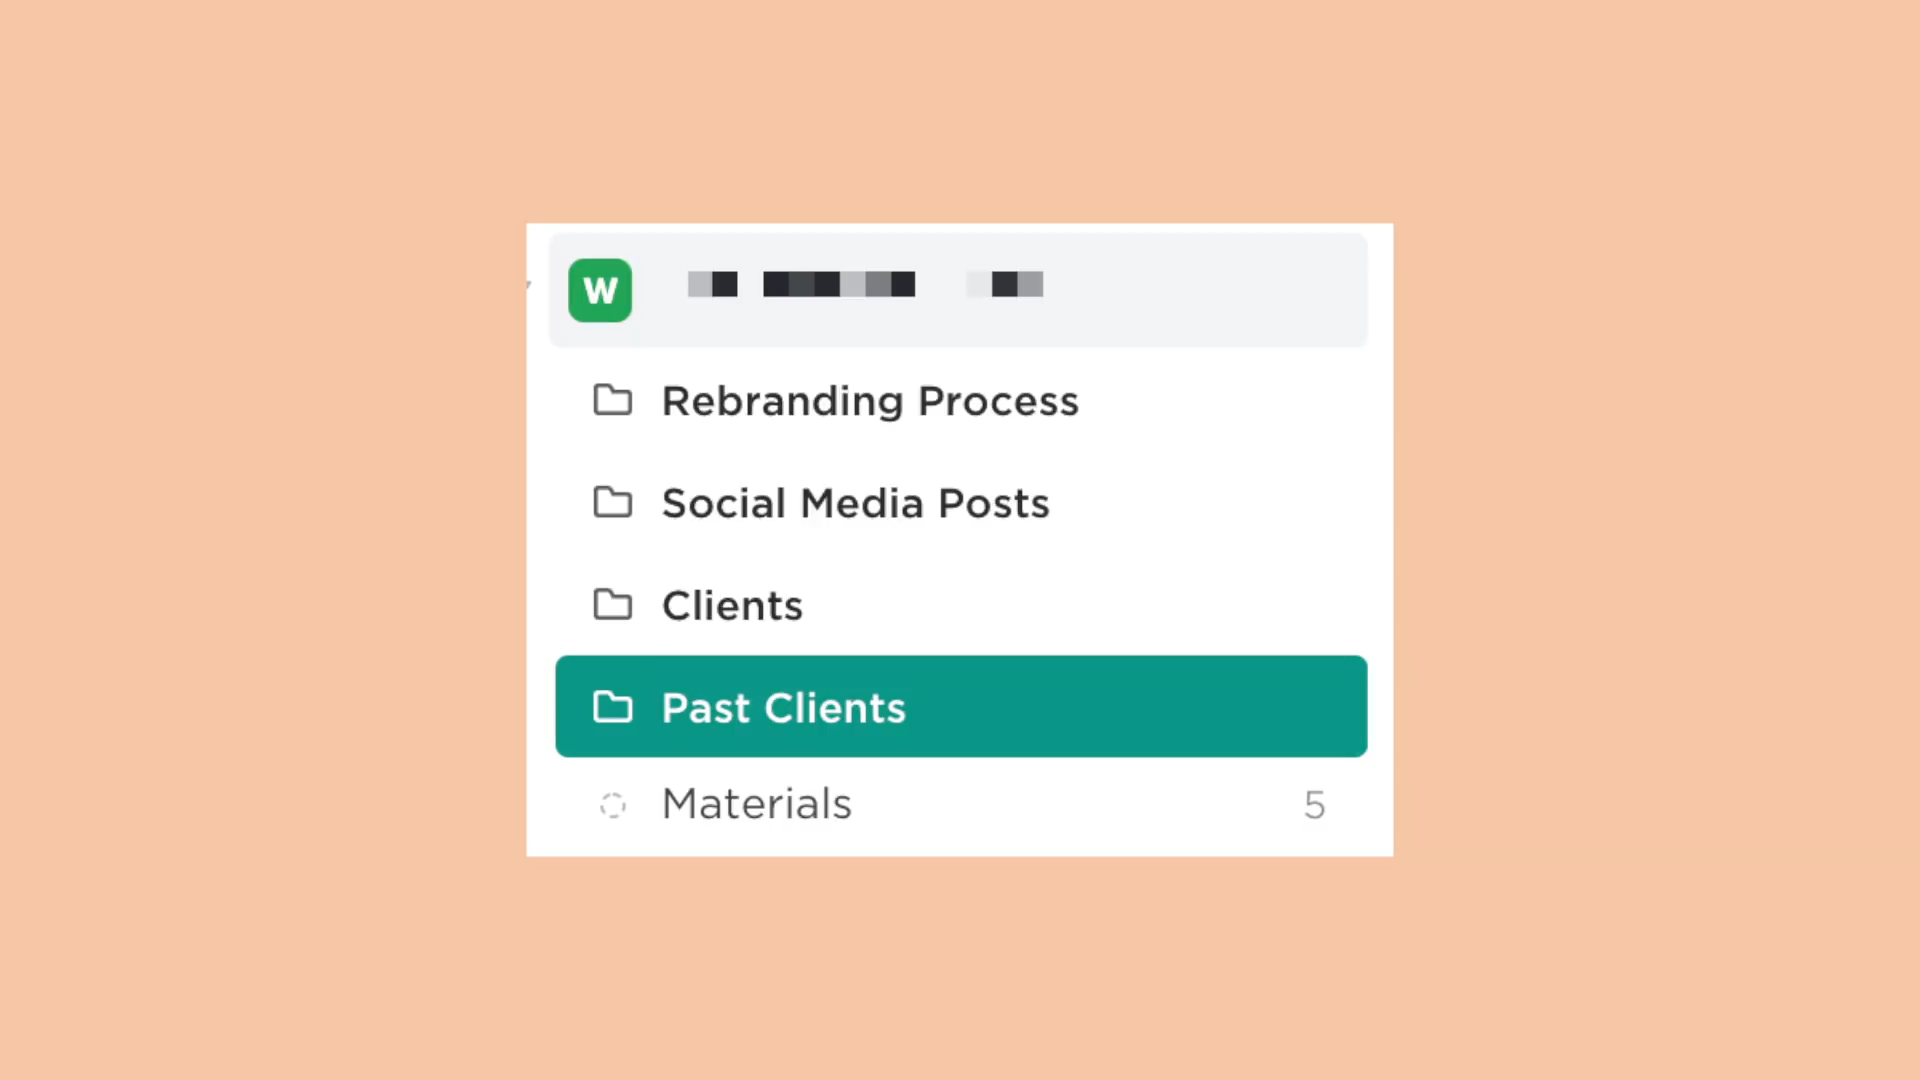 W
Rebranding Process
Social Media Posts
Clients
Past Clients
Materials 5